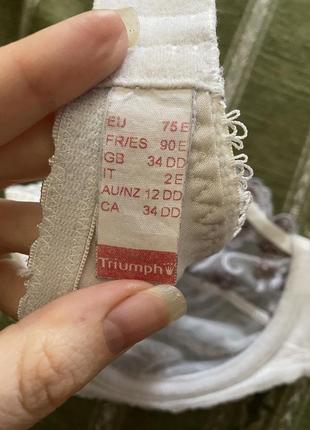 EU 75 E
FR/ES 90 E
GB 34 DD
IT 2 E
AU/NZ 12 DD
CA 34 DD
Triumph